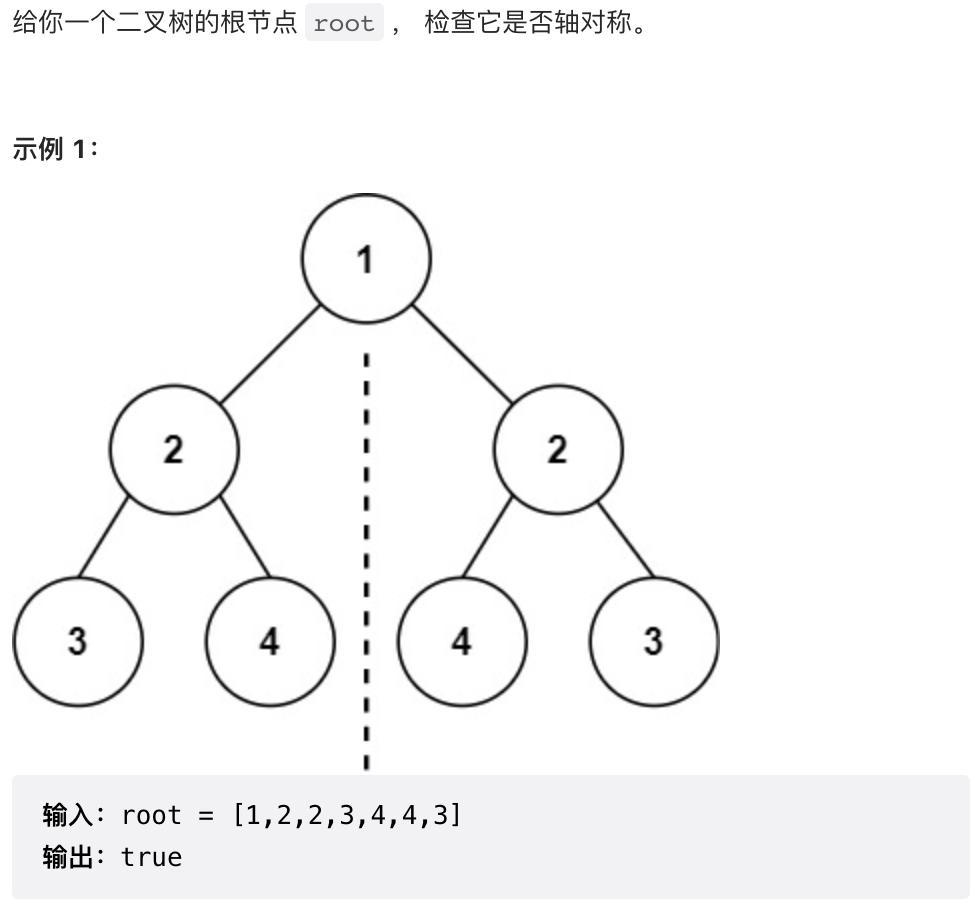 给你一个二叉树的根节点 root ， 检查它是否轴对称。
示例 1：
1
2 2
3 4 4 3
输入：root = [1,2,2,3,4,4,3]
输出：true